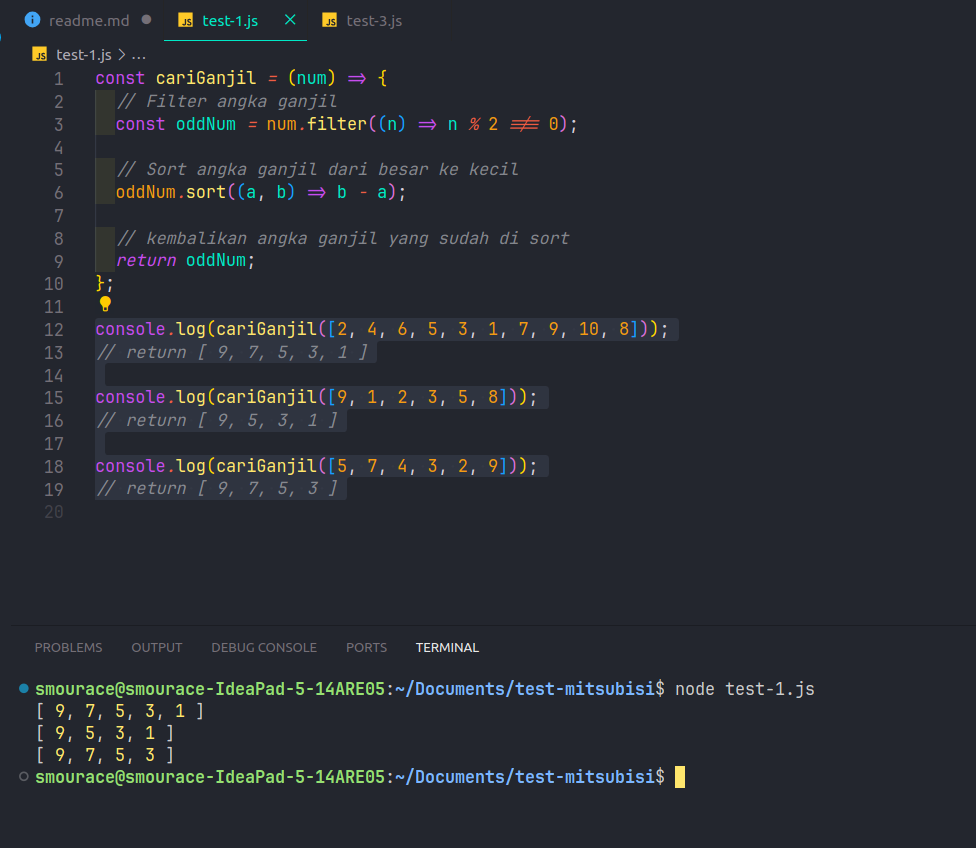 readme.md
JS test-1.js
JS test-3.js
JS test-1.js > ...
1 const cariGanjil = (num) => {
2 // Filter angka ganjil
3 const oddNum = num.filter((n) => n % 2 !== 0);
4
5 // Sort angka ganjil dari besar ke kecil
6 oddNum.sort((a, b) => b - a);
7
8 // kembalikan angka ganjil yang sudah di sort
9 return oddNum;
10 };
11
12 console.log(cariGanjil([2, 4, 6, 5, 3, 1, 7, 9, 10, 8]));
13 // return [ 9, 7, 5, 3, 1 ]
14
15 console.log(cariGanjil([9, 1, 2, 3, 5, 8]));
16 // return [ 9, 5, 3, 1 ]
17
18 console.log(cariGanjil([5, 7, 4, 3, 2, 9]));
19 // return [ 9, 7, 5, 3 ]
20
PROBLEMS OUTPUT DEBUG CONSOLE PORTS TERMINAL
smourace@smourace-IdeaPad-5-14ARE05:~/Documents/test-mitsubisi$ node test-1.js
[ 9, 7, 5, 3, 1 ]
[ 9, 5, 3, 1 ]
[ 9, 7, 5, 3 ]
smourace@smourace-IdeaPad-5-14ARE05:~/Documents/test-mitsubisi$